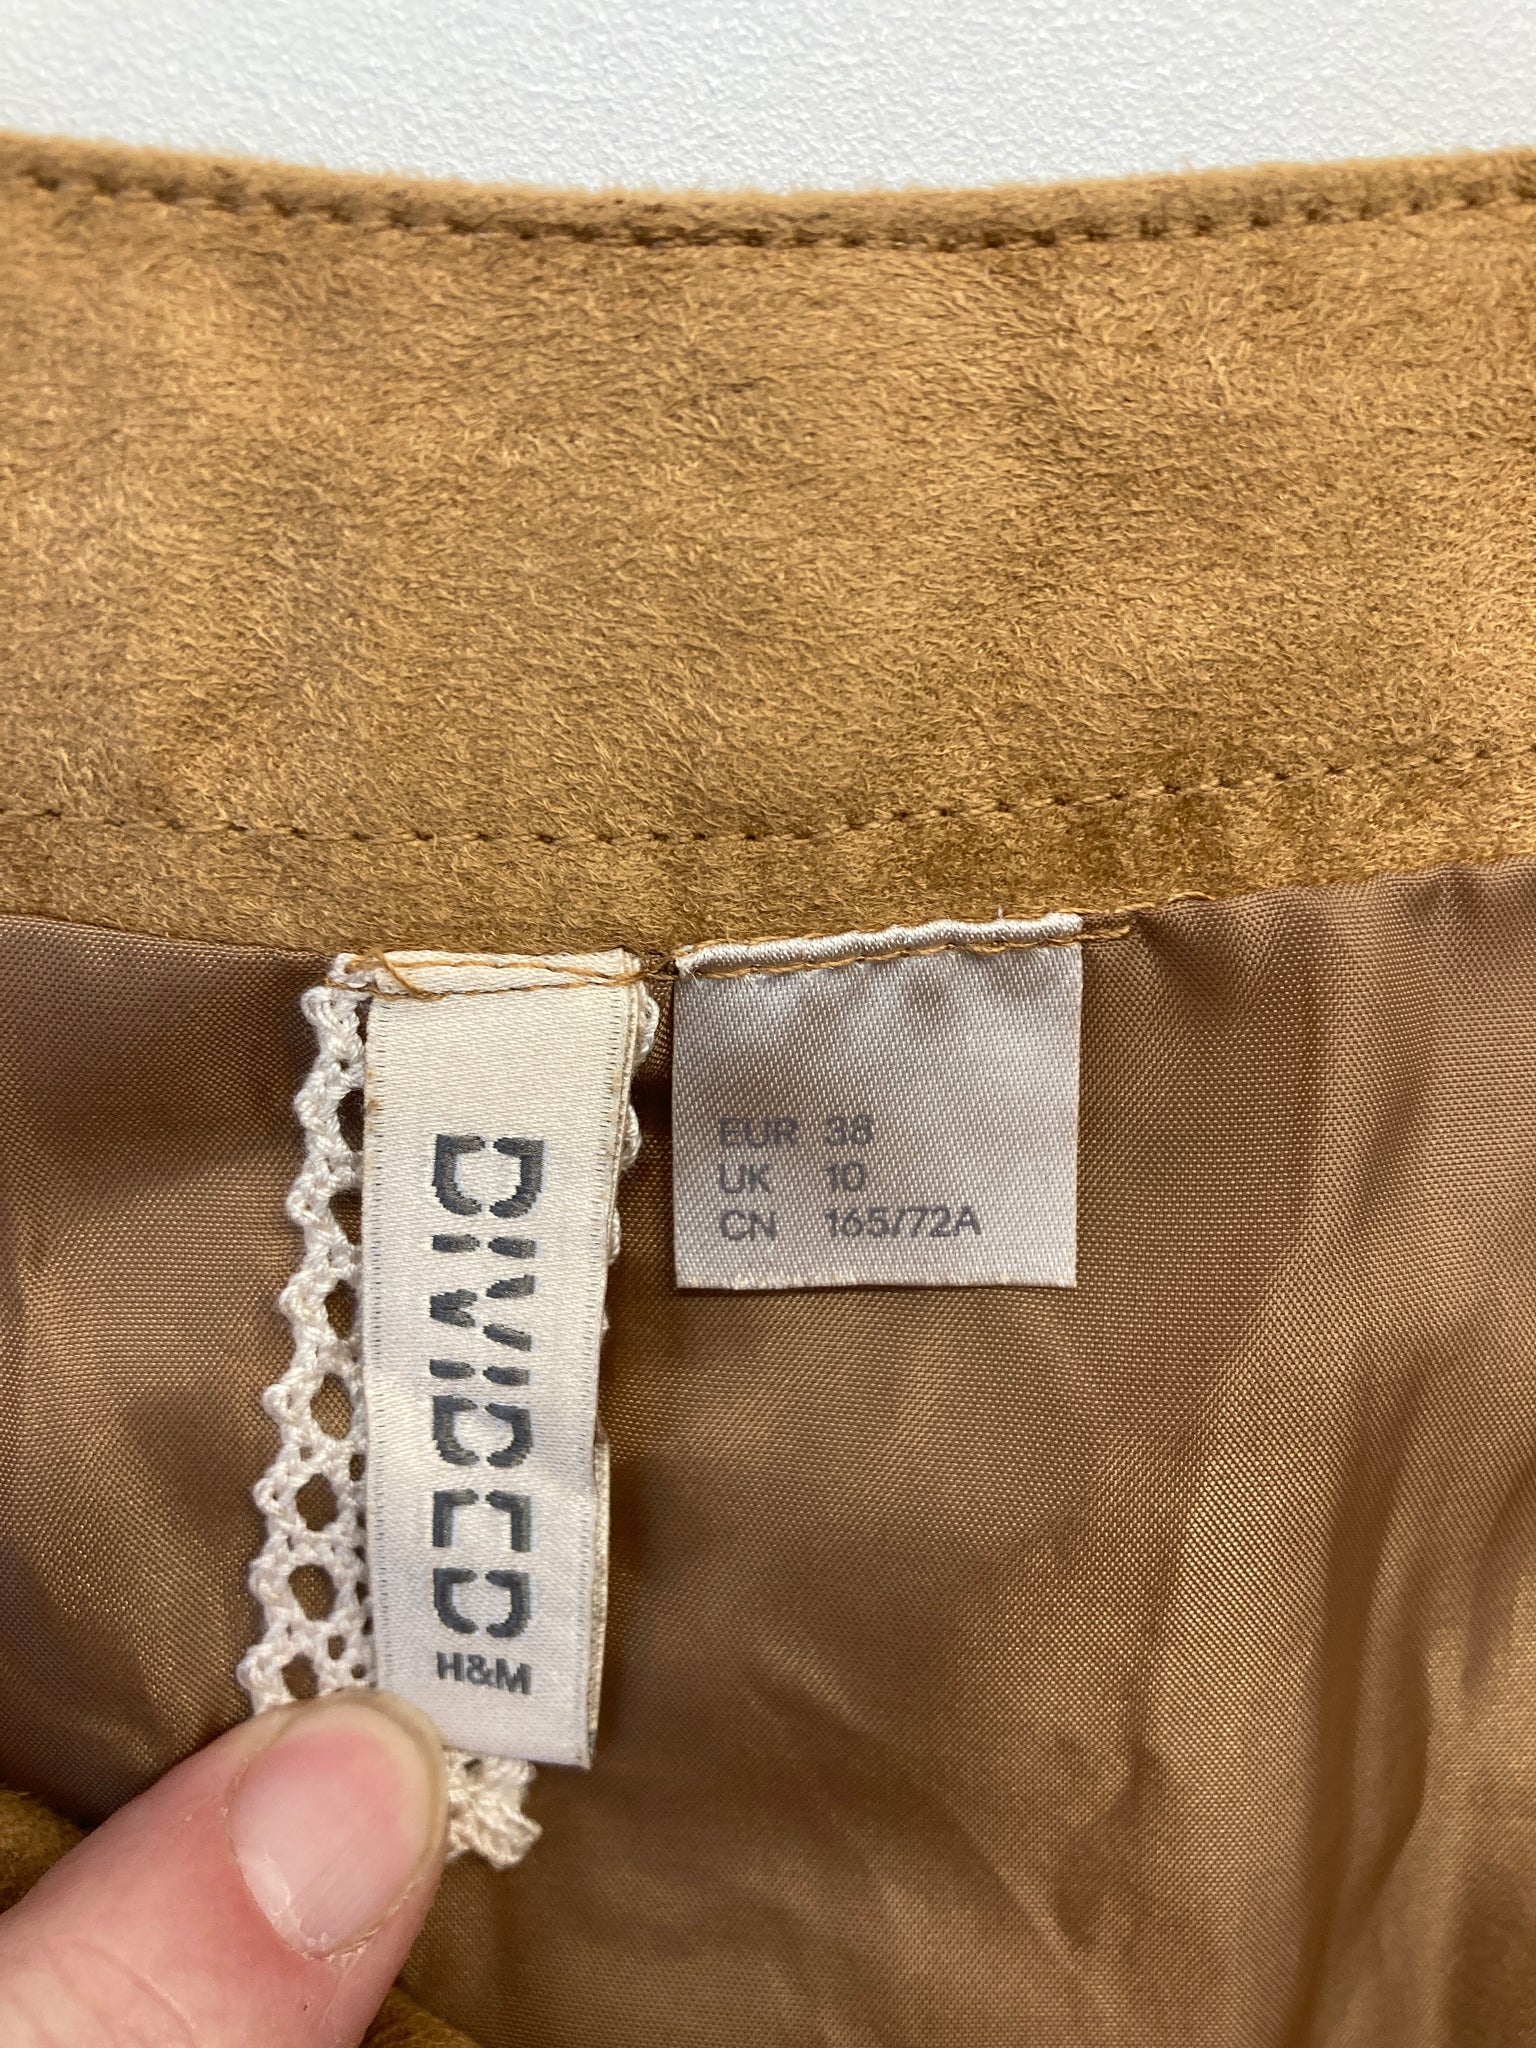 DIVIDED
H&M
EUR 38
UK 10
CN 165/72A